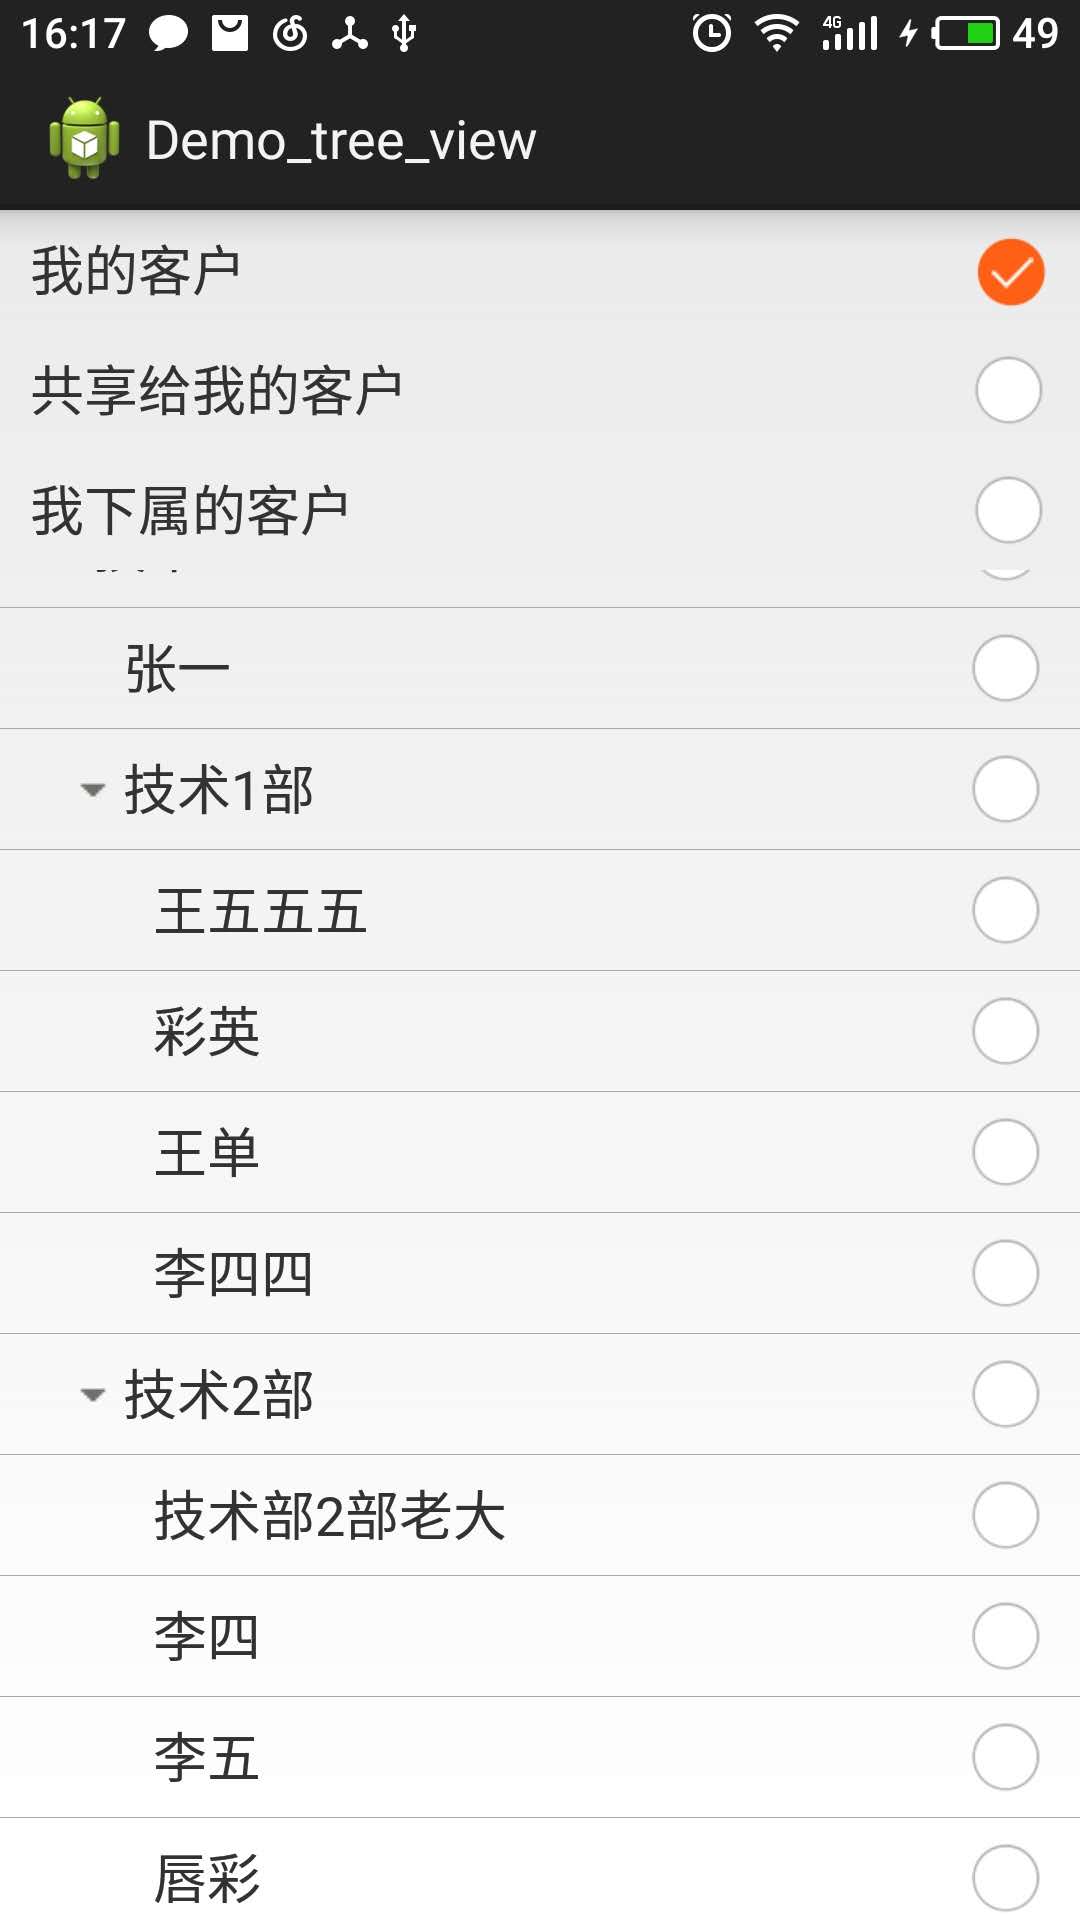 16:17
4G
49
Demo_tree_view
我的客户
共享给我的客户
我下属的客户
张一
技术1部
王五五五
彩英
王单
李四四
技术2部
技术部2部老大
李四
李五
唇彩